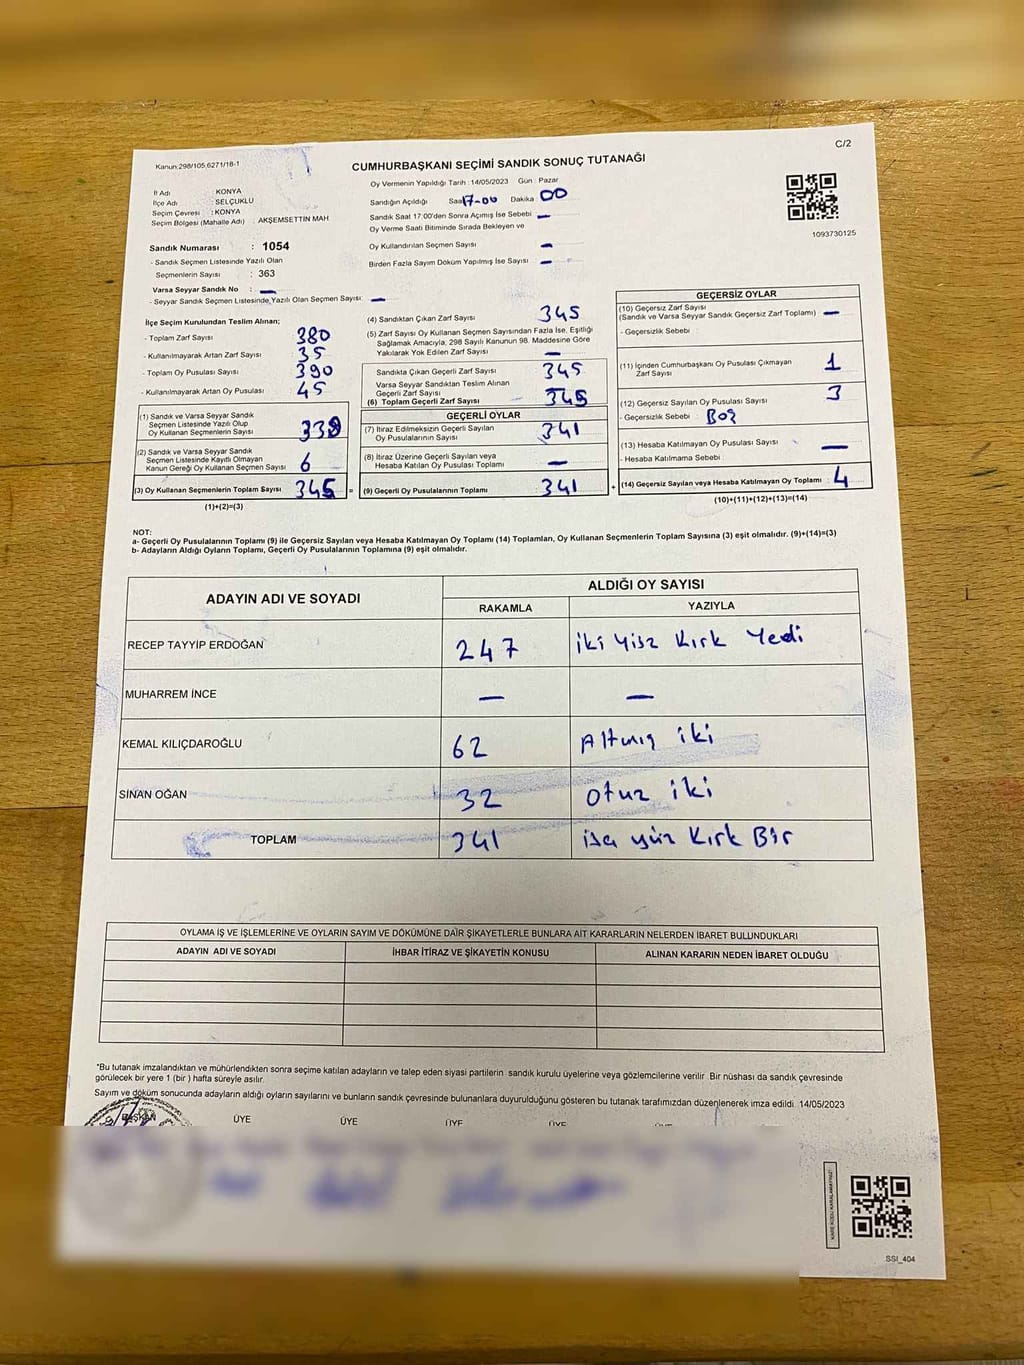 Kanun:298/105,6271/18-1
CUMHURBAŞKANI SEÇİMİ SANDIK SONUÇ TUTANAĞI
C/2
İl Adı : KONYA
İlçe Adı : SELÇUKLU
Seçim Çevresi : KONYA
Seçim Bölgesi (Mahalle Adı) : AKŞEMSETTİN MAH
Sandık Numarası : 1054
- Sandık Seçmen Listesinde Yazılı Olan
Seçmenlerin Sayısı : 363
Varsa Seyyar Sandık No : —
- Seyyar Sandık Seçmen Listesinde Yazılı Olan Seçmen Sayısı: —
Oy Vermenin Yapıldığı Tarih :14/05/2023 Gün : Pazar
Sandığın Açıldığı Saat 17-00 Dakika 00
Sandık Saat 17:00'den Sonra Açımış İse Sebebi —
Oy Verme Saati Bitiminde Sırada Bekleyen ve
Oy Kullandırılan Seçmen Sayısı —
Birden Fazla Sayım Döküm Yapılmış İse Sayısı —
1093730125
İlçe Seçim Kurulundan Teslim Alınan;
- Toplam Zarf Sayısı 380
- Kullanılmayarak Artan Zarf Sayısı 35
- Toplam Oy Pusulası Sayısı 390
- Kullanılmayarak Artan Oy Pusulası 45
(1) Sandık ve Varsa Seyyar Sandık
Seçmen Listesinde Yazılı Olup
Oy Kullanan Seçmenlerin Sayısı 339
(2) Sandık ve Varsa Seyyar Sandık
Seçmen Listesinde Kayıtlı Olmayan
Kanun Gereği Oy Kullanan Seçmen Sayısı 6
(3) Oy Kullanan Seçmenlerin Toplam Sayısı 345 =
(1)+(2)=(3)
(4) Sandıktan Çıkan Zarf Sayısı 345
(5) Zarf Sayısı Oy Kullanan Seçmen Sayısından Fazla İse, Eşitliği
Sağlamak Amacıyla, 298 Sayılı Kanunun 98. Maddesine Göre
Yakılarak Yok Edilen Zarf Sayısı —
Sandıkta Çıkan Geçerli Zarf Sayısı 345
Varsa Seyyar Sandıktan Teslim Alınan
Geçerli Zarf Sayısı —
(6) Toplam Geçerli Zarf Sayısı 345
GEÇERLİ OYLAR
(7) İtiraz Edilmeksizin Geçerli Sayılan
Oy Pusulalarının Sayısı 341
(8) İtiraz Üzerine Geçerli Sayılan veya
Hesaba Katılan Oy Pusulası Toplamı —
(9) Geçerli Oy Pusulalarının Toplamı 341 +
GEÇERSİZ OYLAR
(10) Geçersiz Zarf Sayısı
(Sandık ve Varsa Seyyar Sandık Geçersiz Zarf Toplamı) —
- Geçersizlik Sebebi :
(11) İçinden Cumhurbaşkanı Oy Pusulası Çıkmayan
Zarf Sayısı 1
(12) Geçersiz Sayılan Oy Pusulası Sayısı 3
- Geçersizlik Sebebi : Boş
(13) Hesaba Katılmayan Oy Pusulası Sayısı —
- Hesaba Katılmama Sebebi :
(14) Geçersiz Sayılan veya Hesaba Katılmayan Oy Toplamı : 4
(10)+(11)+(12)+(13)=(14)
NOT:
a- Geçerli Oy Pusulalarının Toplamı (9) ile Geçersiz Sayılan veya Hesaba Katılmayan Oy Toplamı (14) Toplamları, Oy Kullanan Seçmenlerin Toplam Sayısına (3) eşit olmalıdır. (9)+(14)=(3)
b- Adayların Aldığı Oyların Toplamı, Geçerli Oy Pusulalarının Toplamına (9) eşit olmalıdır.
ADAYIN ADI VE SOYADI
ALDIĞI OY SAYISI
RAKAMLA YAZIYLA
RECEP TAYYİP ERDOĞAN 247 iki Yüz Kırk Yedi
MUHARREM İNCE — —
KEMAL KILIÇDAROĞLU 62 Altmış iki
SİNAN OĞAN 32 otuz iki
TOPLAM 341 yüz Kırk Bir
OYLAMA İŞ VE İŞLEMLERİNE VE OYLARIN SAYIM VE DÖKÜMÜNE DAİR ŞİKAYETLERLE BUNLARA AİT KARARLARIN NELERDEN İBARET BULUNDUKLARI
ADAYIN ADI VE SOYADI İHBAR İTİRAZ VE ŞİKAYETİN KONUSU ALINAN KARARIN NEDEN İBARET OLDUĞU
*Bu tutanak imzalandıktan ve mühürlendikten sonra seçime katılan adayların ve talep eden siyasi partilerin sandık kurulu üyelerine veya gözlemcilerine verilir. Bir nüshası da sandık çevresinde
görülecek bir yere 1 (bir ) hafta süreyle asılır.
Sayım ve döküm sonucunda adayların aldığı oyların sayılarını ve bunların sandık çevresinde bulunanlara duyurulduğunu gösteren bu tutanak tarafımızdan düzenlenerek imza edildi. 14/05/2023
BAŞKAN ÜYE ÜYE ÜYE ÜYE
SSI_404